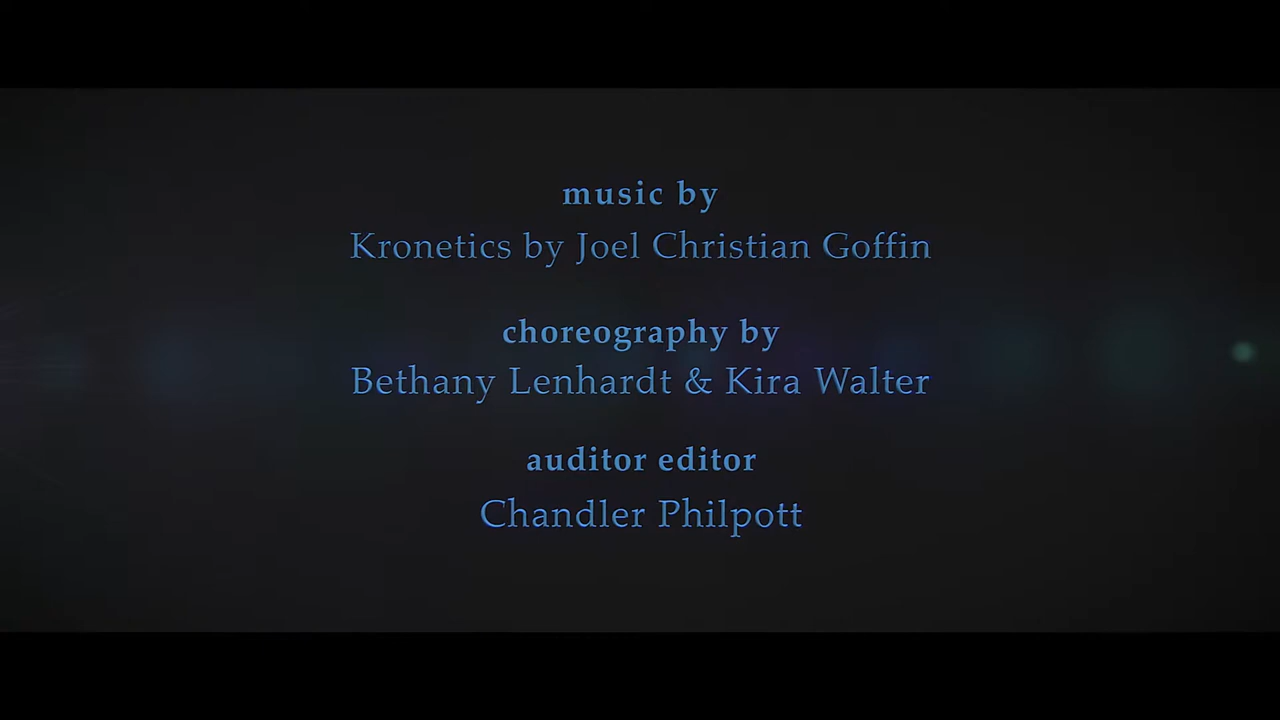 music by
Kronetics by Joel Christian Goffin
choreography by
Bethany Lenhardt & Kira Walter
auditor editor
Chandler Philpott